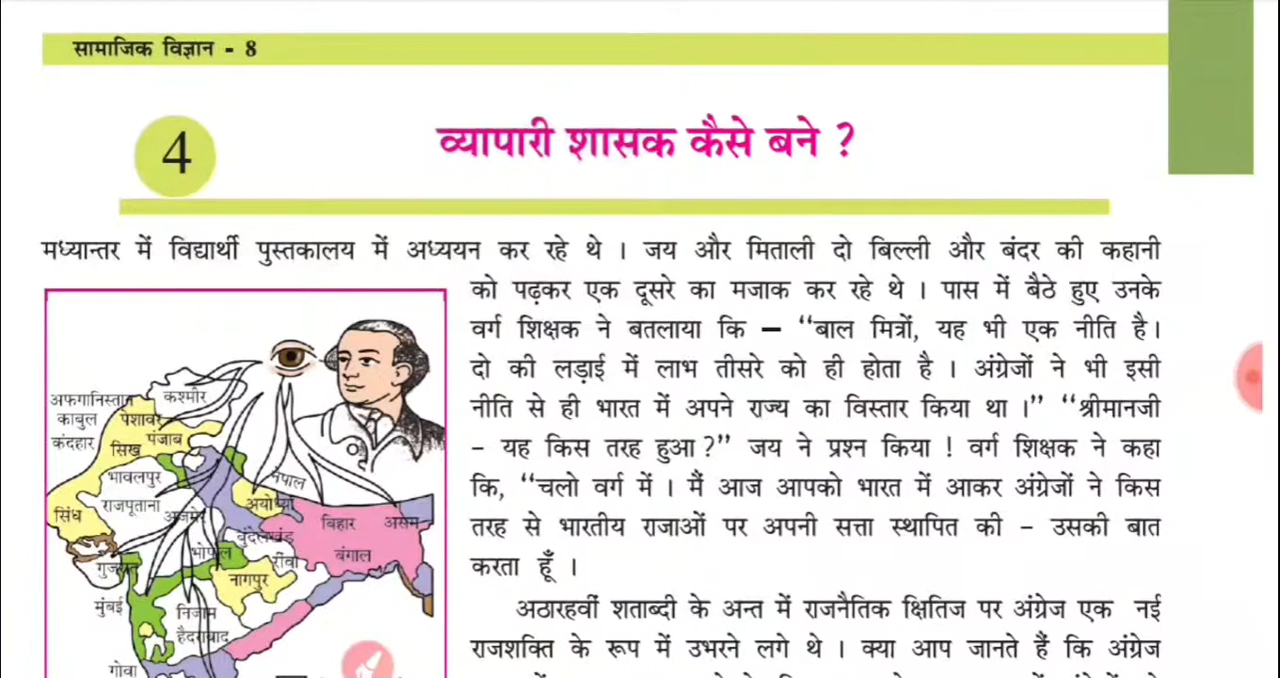 सामाजिक विज्ञान - 8
4
व्यापारी शासक कैसे बने ?
मध्यान्तर में विद्यार्थी पुस्तकालय में अध्ययन कर रहे थे । जय और मिताली दो बिल्ली और बंदर की कहानी
को पढ़कर एक दूसरे का मजाक कर रहे थे । पास में बैठे हुए उनके
वर्ग शिक्षक ने बतलाया कि – “बाल मित्रों, यह भी एक नीति है।
दो की लड़ाई में लाभ तीसरे को ही होता है । अंग्रेजों ने भी इसी
नीति से ही भारत में अपने राज्य का विस्तार किया था ।” “श्रीमानजी
– यह किस तरह हुआ ?” जय ने प्रश्न किया ! वर्ग शिक्षक ने कहा
कि, “चलो वर्ग में । मैं आज आपको भारत में आकर अंग्रेजों ने किस
तरह से भारतीय राजाओं पर अपनी सत्ता स्थापित की – उसकी बात
करता हूँ ।
अठारहवीं शताब्दी के अन्त में राजनैतिक क्षितिज पर अंग्रेज एक नई
राजशक्ति के रूप में उभरने लगे थे । क्या आप जानते हैं कि अंग्रेज
अफगानिस्तान
कश्मीर
काबुल
पेशावर
कंदहार
सिख
पंजाब
भावलपुर
नेपाल
राजपूताना
अजमेर
अयोध्या
सिंध
बिहार
असम
बुंदेलखंड
भोपाल
रींवा
बंगाल
गुजरात
नागपुर
मुंबई
निजाम
हैदराबाद
गोवा